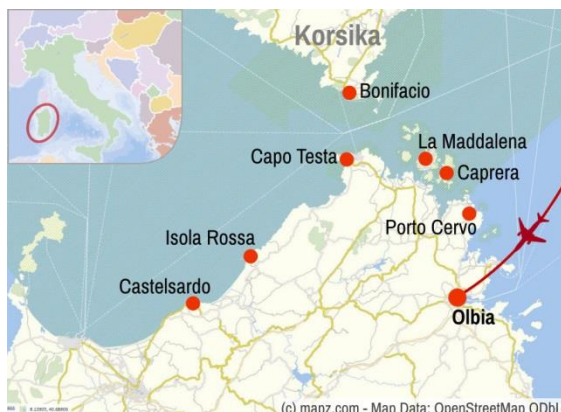 Korsika
Bonifacio
La Maddalena
Capo Testa
Caprera
Porto Cervo
Isola Rossa
Castelsardo
Olbia
(c) mapz.com - Map Data: OpenStreetMap ODbL